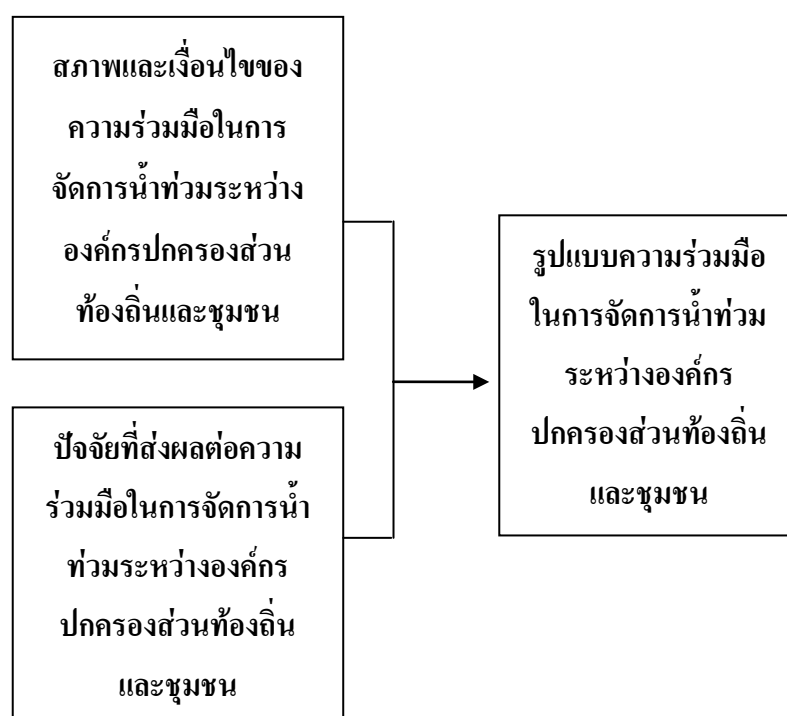 สภาพและเงื่อนไขของ
ความร่วมมือในการ
จัดการน้ำท่วมระหว่าง
องค์กรปกครองส่วน
ท้องถิ่นและชุมชน
ปัจจัยที่ส่งผลต่อความ
ร่วมมือในการจัดการน้ำ
ท่วมระหว่างองค์กร
ปกครองส่วนท้องถิ่น
และชุมชน
รูปแบบความร่วมมือ
ในการจัดการน้ำท่วม
ระหว่างองค์กร
ปกครองส่วนท้องถิ่น
และชุมชน